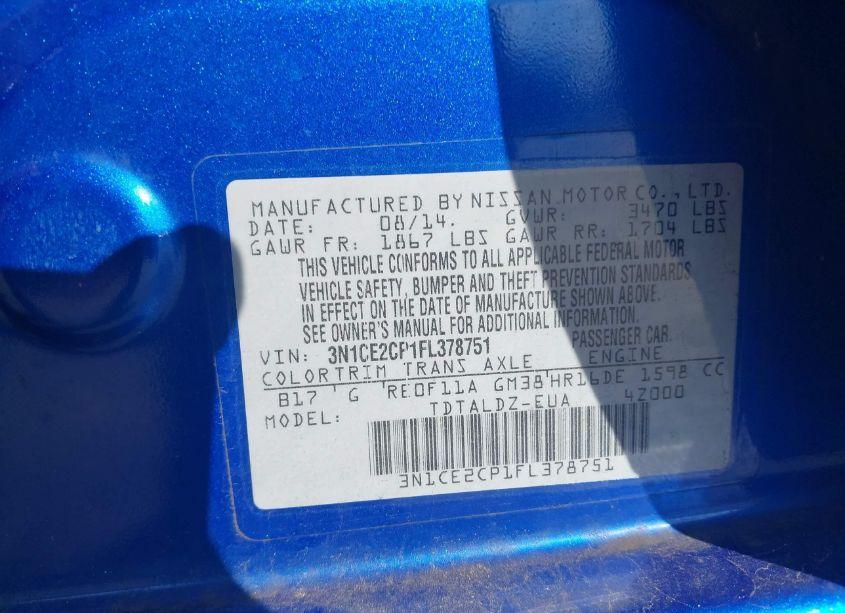 MANUFACTURED BY NISSAN MOTOR CO., LTD.
DATE: 08/14. GVWR: 3470 LBS
GAWR FR: 1867 LBS GAWR RR: 1704 LBS
THIS VEHICLE CONFORMS TO ALL APPLICABLE FEDERAL MOTOR
VEHICLE SAFETY, BUMPER AND THEFT PREVENTION STANDARDS
IN EFFECT ON THE DATE OF MANUFACTURE SHOWN ABOVE.
SEE OWNER'S MANUAL FOR ADDITIONAL INFORMATION.
VIN: 3N1CE2CP1FL378751 PASSENGER CAR.
COLORTRIM TRANS AXLE ENGINE
B17 G RE0F11A GM38 HR16DE 1598 CC
MODEL: TDTALDZ-EUA 4Z000
3N1CE2CP1FL378751